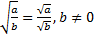 √(a/b) = √a/√b, b ≠ 0